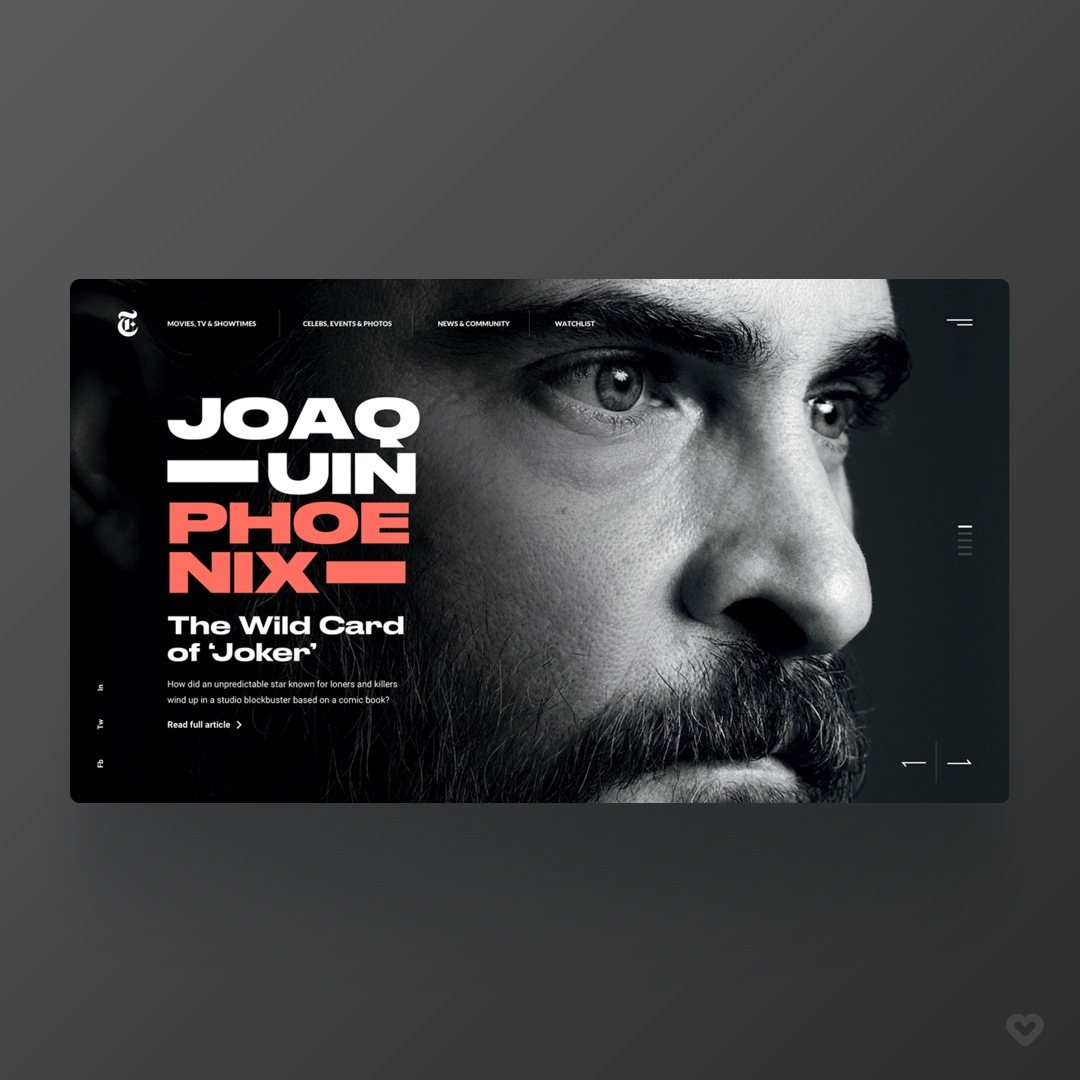 T
MOVIES, TV & SHOWTIMES
CELEBS, EVENTS & PHOTOS
NEWS & COMMUNITY
WATCHLIST
JOAQ
UIN
PHOE
NIX
The Wild Card
of ‘Joker’
How did an unpredictable star known for loners and killers
wind up in a studio blockbuster based on a comic book?
Read full article
In
Tw
Fb